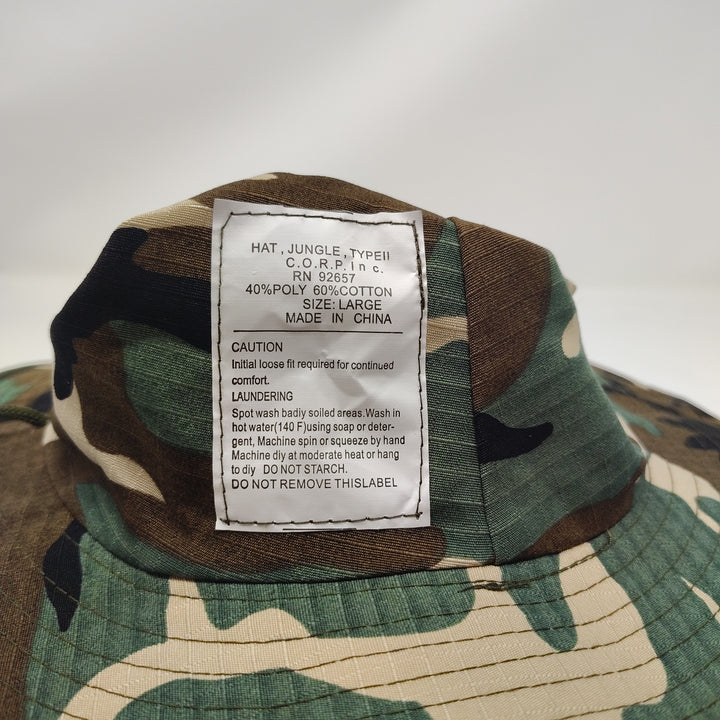 HAT, JUNGLE, TYPEII
C.O.R.P. Inc.
RN 92657
40%POLY 60%COTTON
SIZE: LARGE
MADE IN CHINA
CAUTION
Initial loose fit required for continued
comfort.
LAUNDERING
Spot wash badiy soiled areas.Wash in
hot water(140 F)using soap or deter-
gent, Machine spin or squeeze by hand
Machine diy at moderate heat or hang
to diy DO NOT STARCH.
DO NOT REMOVE THISLABEL